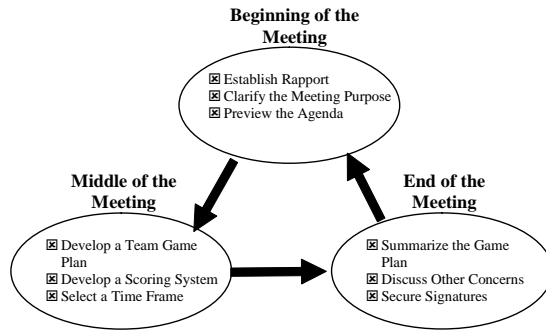 Beginning of the
Meeting
☒ Establish Rapport
☒ Clarify the Meeting Purpose
☒ Preview the Agenda
Middle of the
Meeting
☒ Develop a Team Game
Plan
☒ Develop a Scoring System
☒ Select a Time Frame
End of the
Meeting
☒ Summarize the Game
Plan
☒ Discuss Other Concerns
☒ Secure Signatures